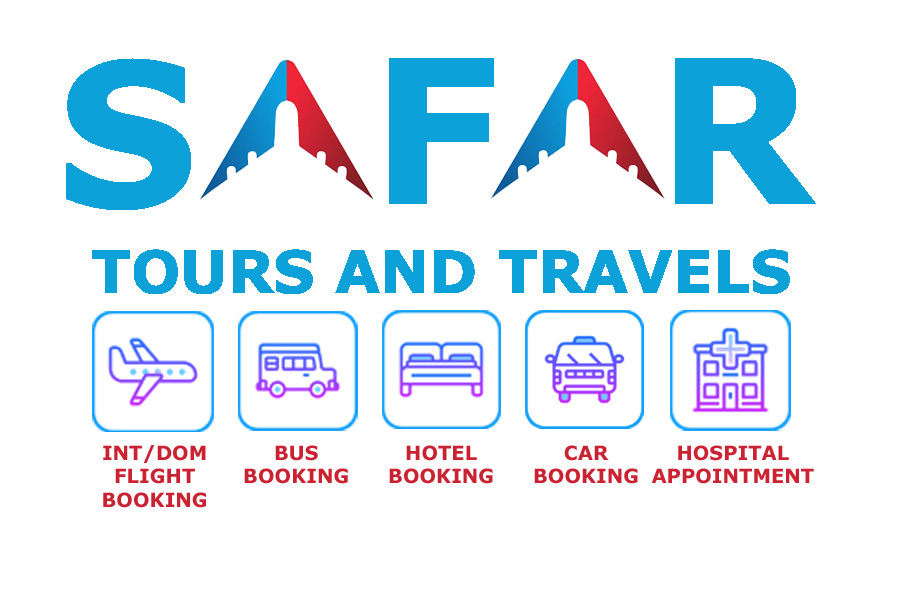 SAFAR
TOURS AND TRAVELS
INT/DOM
FLIGHT
BOOKING
BUS
BOOKING
HOTEL
BOOKING
CAR
BOOKING
HOSPITAL
APPOINTMENT